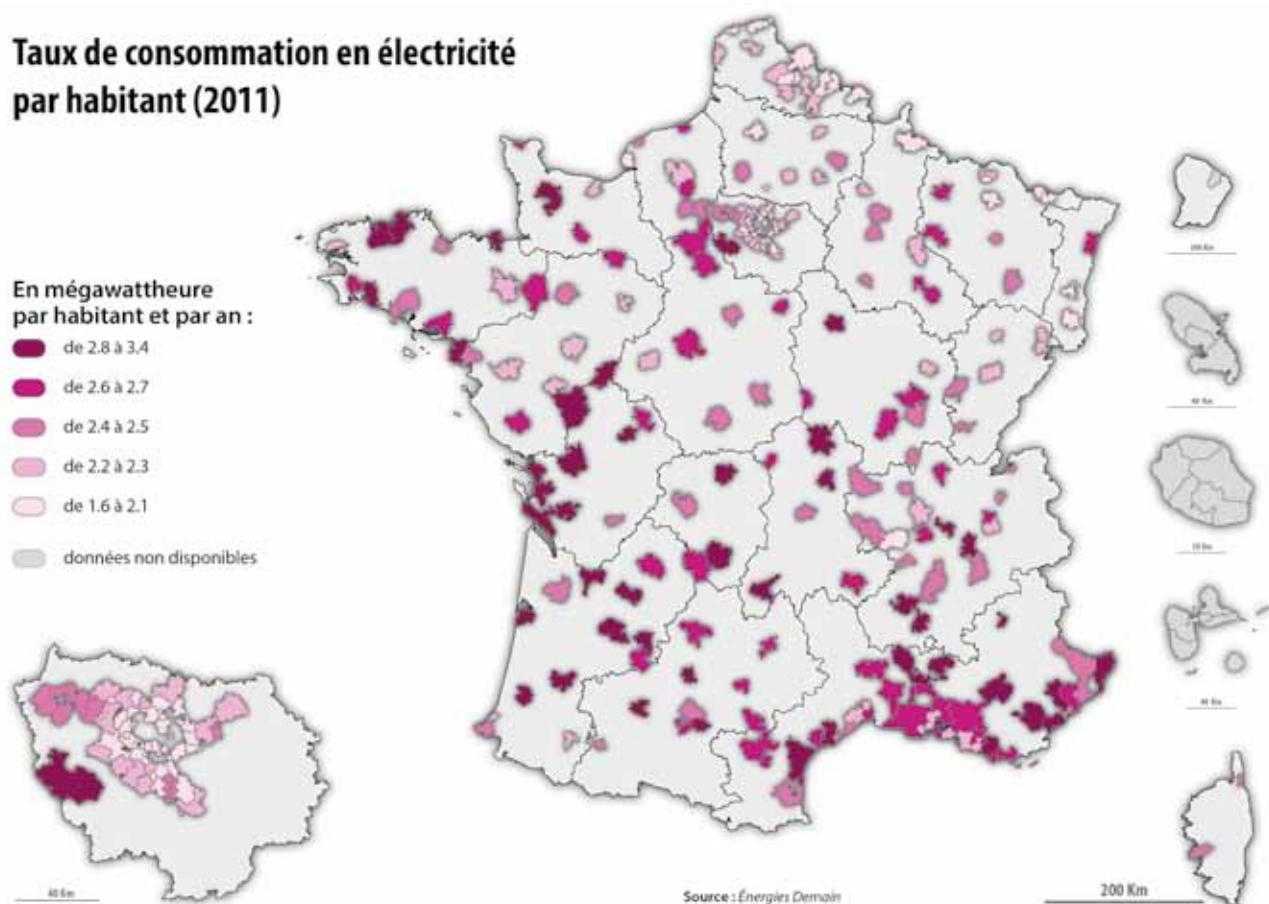 Taux de consommation en électricité
par habitant (2011)
En mégawattheure
par habitant et par an :
de 2.8 à 3.4
de 2.6 à 2.7
de 2.4 à 2.5
de 2.2 à 2.3
de 1.6 à 2.1
données non disponibles
40 Km
Source : Énergies Demain
200 Km